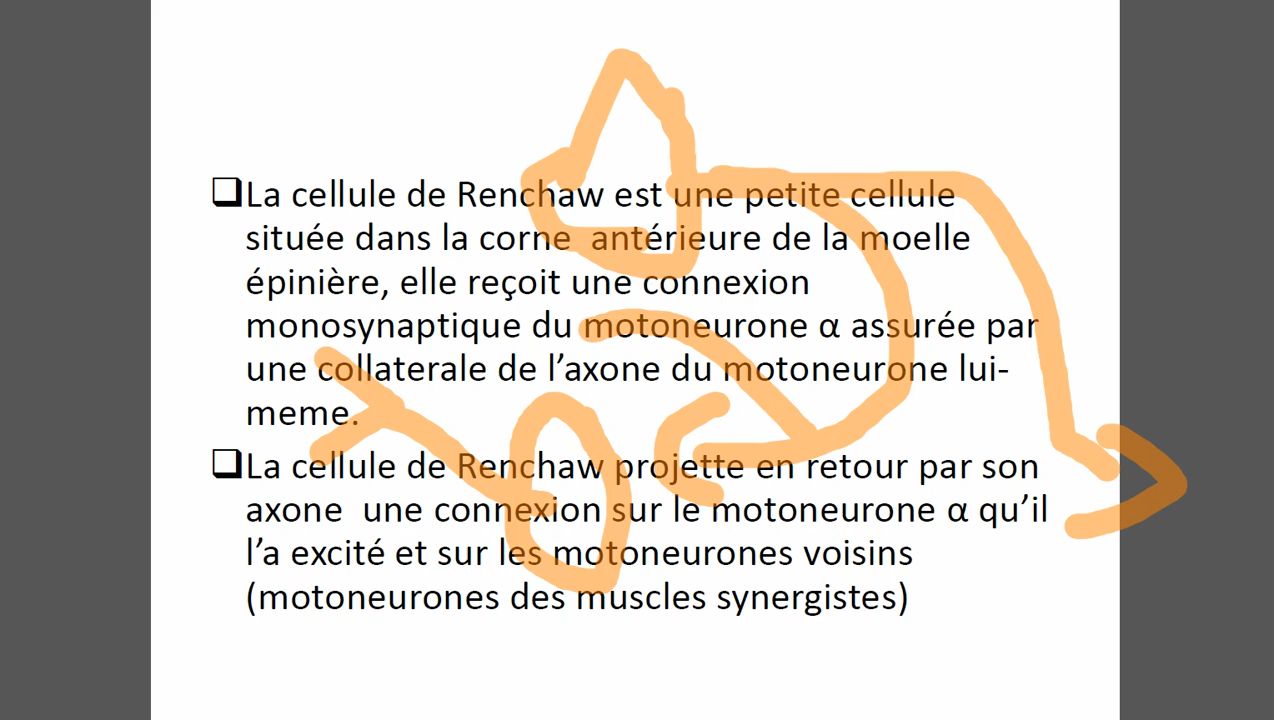 La cellule de Renchaw est une petite cellule
située dans la corne  antérieure de la moelle
épinière, elle reçoit une connexion
monosynaptique du motoneurone α assurée par
une collaterale de l’axone du motoneurone lui-
meme.
La cellule de Renchaw projette en retour par son
axone  une connexion sur le motoneurone α qu’il
l’a excité et sur les motoneurones voisins
(motoneurones des muscles synergistes)